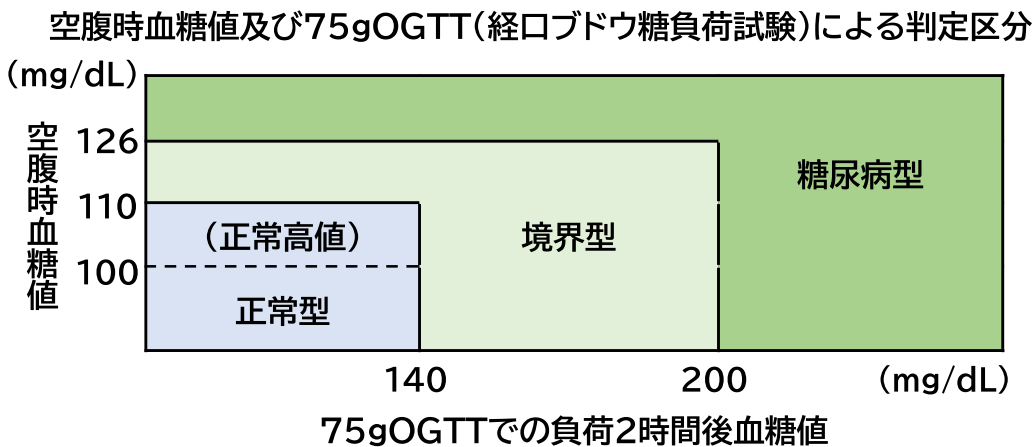 空腹時血糖値及び75gOGTT(経口ブドウ糖負荷試験)による判定区分
(mg/dL)
空腹時血糖値
126
110
100
糖尿病型
境界型
(正常高値)
正常型
140
200
(mg/dL)
75gOGTTでの負荷2時間後血糖値